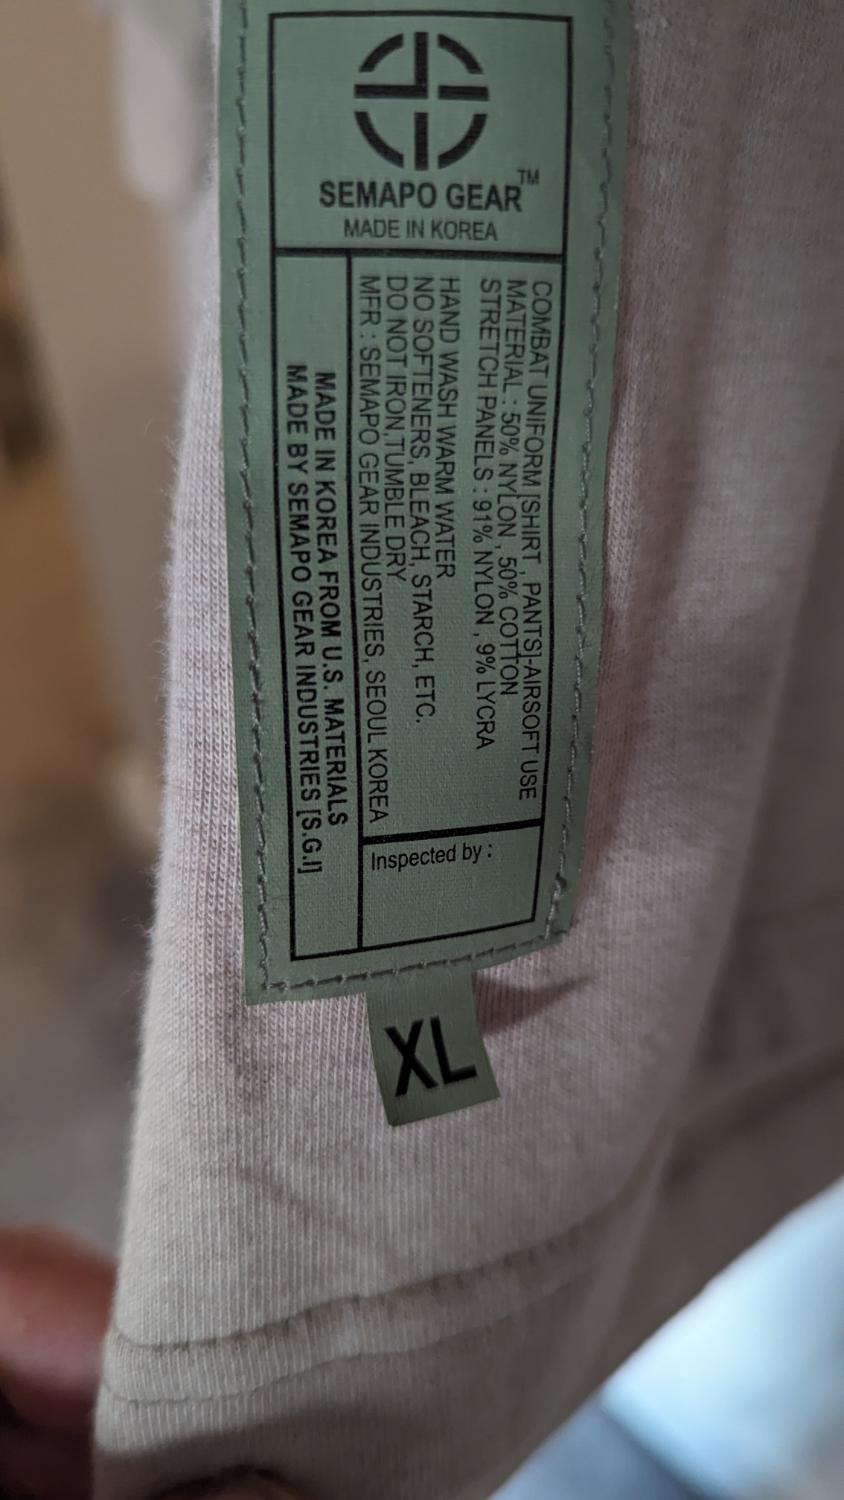 SEMAPO GEAR™
MADE IN KOREA
COMBAT UNIFORM [SHIRT , PANTS]-AIRSOFT USE
MATERIAL : 50% NYLON , 50% COTTON
STRETCH PANELS : 91% NYLON , 9% LYCRA
HAND WASH WARM WATER
NO SOFTENERS, BLEACH, STARCH, ETC.
DO NOT IRON,TUMBLE DRY
MFR : SEMAPO GEAR INDUSTRIES, SEOUL KOREA
MADE IN KOREA FROM U.S. MATERIALS
MADE BY SEMAPO GEAR INDUSTRIES [S.G.I]
Inspected by :
XL